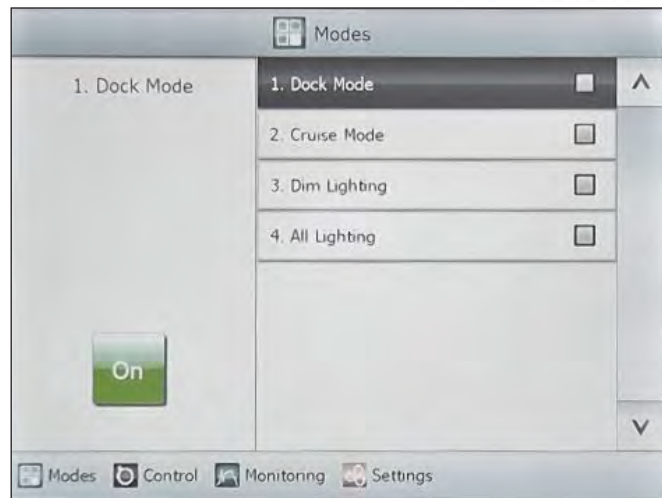 Modes
1. Dock Mode
1. Dock Mode
2. Cruise Mode
3. Dim Lighting
4. All Lighting
On
Modes Control Monitoring Settings